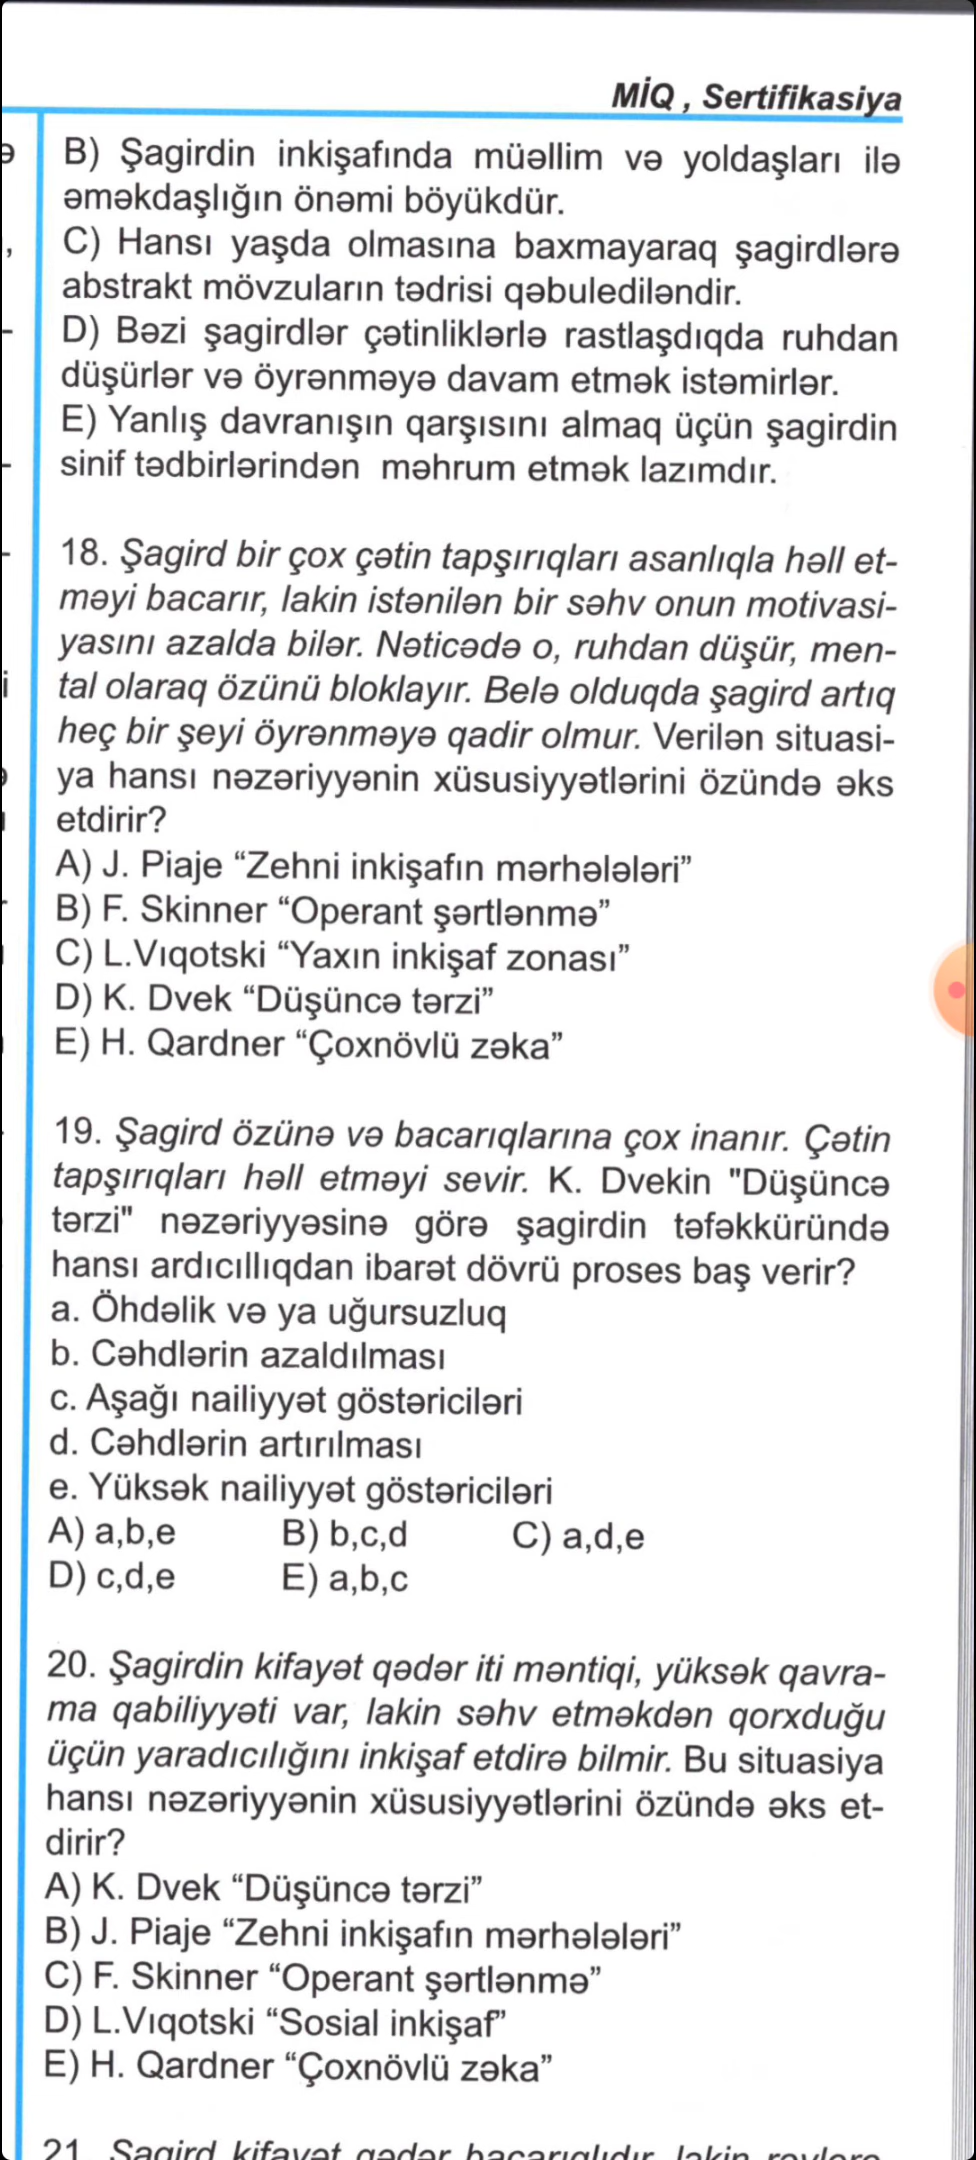 MİQ , Sertifikasiya
B) Şagirdin inkişafında müəllim və yoldaşları ilə
əməkdaşlığın önəmi böyükdür.
C) Hansı yaşda olmasına baxmayaraq şagirdlərə
abstrakt mövzuların tədrisi qəbulediləndir.
D) Bəzi şagirdlər çətinliklərlə rastlaşdıqda ruhdan
düşürlər və öyrənməyə davam etmək istəmirlər.
E) Yanlış davranışın qarşısını almaq üçün şagirdin
sinif tədbirlərindən məhrum etmək lazımdır.
18. Şagird bir çox çətin tapşırıqları asanlıqla həll et-
məyi bacarır, lakin istənilən bir səhv onun motivasi-
yasını azalda bilər. Nəticədə o, ruhdan düşür, men-
tal olaraq özünü bloklayır. Belə olduqda şagird artıq
heç bir şeyi öyrənməyə qadir olmur. Verilən situasi-
ya hansı nəzəriyyənin xüsusiyyətlərini özündə əks
etdirir?
A) J. Piaje “Zehni inkişafın mərhələləri”
B) F. Skinner “Operant şərtlənmə”
C) L.Vıqotski “Yaxın inkişaf zonası”
D) K. Dvek “Düşüncə tərzi”
E) H. Qardner “Çoxnövlü zəka”
19. Şagird özünə və bacarıqlarına çox inanır. Çətin
tapşırıqları həll etməyi sevir. K. Dvekin "Düşüncə
tərzi" nəzəriyyəsinə görə şagirdin təfəkküründə
hansı ardıcıllıqdan ibarət dövrü proses baş verir?
a. Öhdəlik və ya uğursuzluq
b. Cəhdlərin azaldılması
c. Aşağı nailiyyət göstəriciləri
d. Cəhdlərin artırılması
e. Yüksək nailiyyət göstəriciləri
A) a,b,e B) b,c,d C) a,d,e
D) c,d,e E) a,b,c
20. Şagirdin kifayət qədər iti məntiqi, yüksək qavra-
ma qabiliyyəti var, lakin səhv etməkdən qorxduğu
üçün yaradıcılığını inkişaf etdirə bilmir. Bu situasiya
hansı nəzəriyyənin xüsusiyyətlərini özündə əks et-
dirir?
A) K. Dvek “Düşüncə tərzi”
B) J. Piaje “Zehni inkişafın mərhələləri”
C) F. Skinner “Operant şərtlənmə”
D) L.Vıqotski “Sosial inkişaf”
E) H. Qardner “Çoxnövlü zəka”
21. Şagird kifayət qədər bacarıqlıdır, lakin